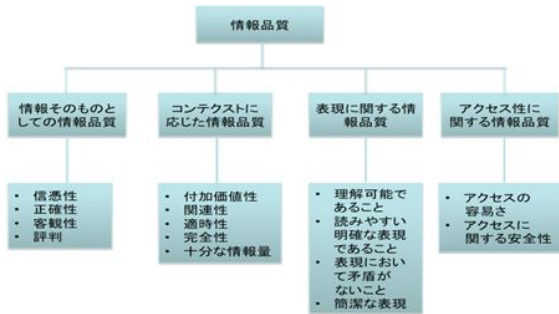 情報品質
情報そのものと
しての情報品質
コンテクストに
応じた情報品質
表現に関する情
報品質
アクセス性に
関する情報品質
• 信憑性
• 正確性
• 客観性
• 評判
• 付加価値性
• 関連性
• 適時性
• 完全性
• 十分な情報量
• 理解可能で
あること
• 読みやすい
明確な表現
であること
• 表現におい
て矛盾が
ないこと
• 簡潔な表現
• アクセスの
容易さ
• アクセスに
関する安全性